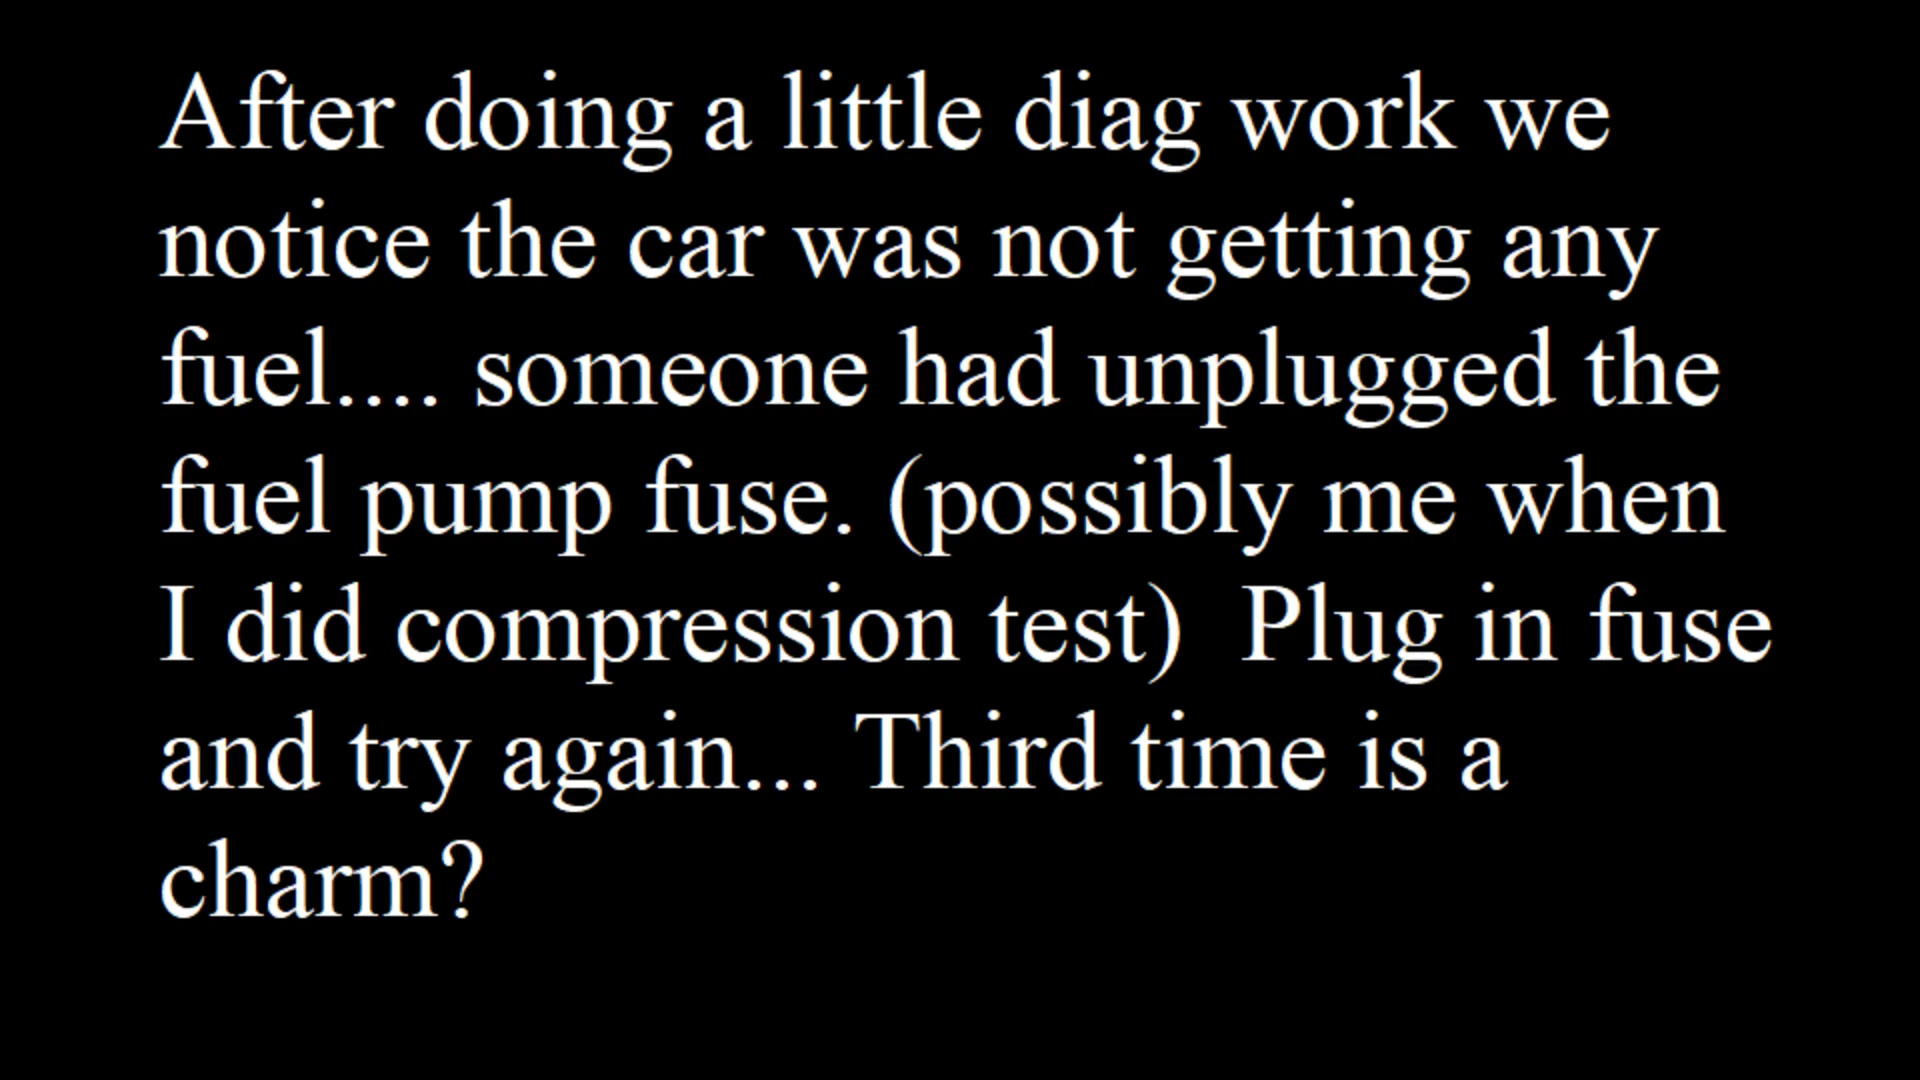 After doing a little diag work we
notice the car was not getting any
fuel.... someone had unplugged the
fuel pump fuse. (possibly me when
I did compression test)  Plug in fuse
and try again... Third time is a
charm?